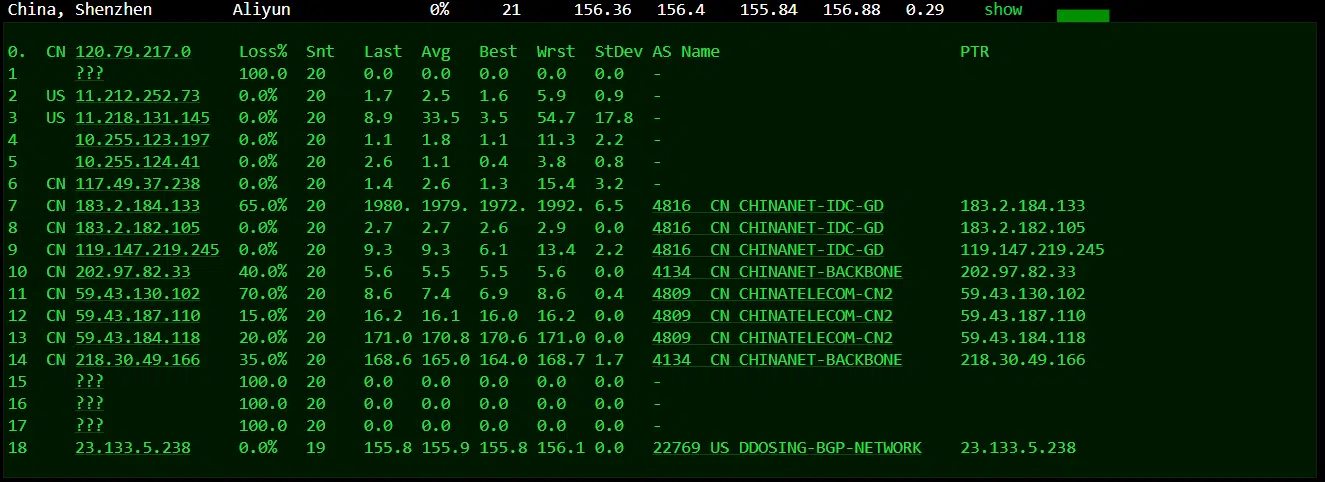 China, Shenzhen Aliyun 0% 21 156.36 156.4 155.84 156.88 0.29 show
0. CN 120.79.217.0 Loss% Snt Last Avg Best Wrst StDev AS Name PTR
1 ??? 100.0 20 0.0 0.0 0.0 0.0 0.0 -
2 US 11.212.252.73 0.0% 20 1.7 2.5 1.6 5.9 0.9 -
3 US 11.218.131.145 0.0% 20 8.9 33.5 3.5 54.7 17.8 -
4 10.255.123.197 0.0% 20 1.1 1.8 1.1 11.3 2.2 -
5 10.255.124.41 0.0% 20 2.6 1.1 0.4 3.8 0.8 -
6 CN 117.49.37.238 0.0% 20 1.4 2.6 1.3 15.4 3.2 -
7 CN 183.2.184.133 65.0% 20 1980. 1979. 1972. 1992. 6.5 4816 CN CHINANET-IDC-GD 183.2.184.133
8 CN 183.2.182.105 0.0% 20 2.7 2.7 2.6 2.9 0.0 4816 CN CHINANET-IDC-GD 183.2.182.105
9 CN 119.147.219.245 0.0% 20 9.3 9.3 6.1 13.4 2.2 4816 CN CHINANET-IDC-GD 119.147.219.245
10 CN 202.97.82.33 40.0% 20 5.6 5.5 5.5 5.6 0.0 4134 CN CHINANET-BACKBONE 202.97.82.33
11 CN 59.43.130.102 70.0% 20 8.6 7.4 6.9 8.6 0.4 4809 CN CHINATELECOM-CN2 59.43.130.102
12 CN 59.43.187.110 15.0% 20 16.2 16.1 16.0 16.2 0.0 4809 CN CHINATELECOM-CN2 59.43.187.110
13 CN 59.43.184.118 20.0% 20 171.0 170.8 170.6 171.0 0.0 4809 CN CHINATELECOM-CN2 59.43.184.118
14 CN 218.30.49.166 35.0% 20 168.6 165.0 164.0 168.7 1.7 4134 CN CHINANET-BACKBONE 218.30.49.166
15 ??? 100.0 20 0.0 0.0 0.0 0.0 0.0 -
16 ??? 100.0 20 0.0 0.0 0.0 0.0 0.0 -
17 ??? 100.0 20 0.0 0.0 0.0 0.0 0.0 -
18 23.133.5.238 0.0% 19 155.8 155.9 155.8 156.1 0.0 22769 US DDOSING-BGP-NETWORK 23.133.5.238